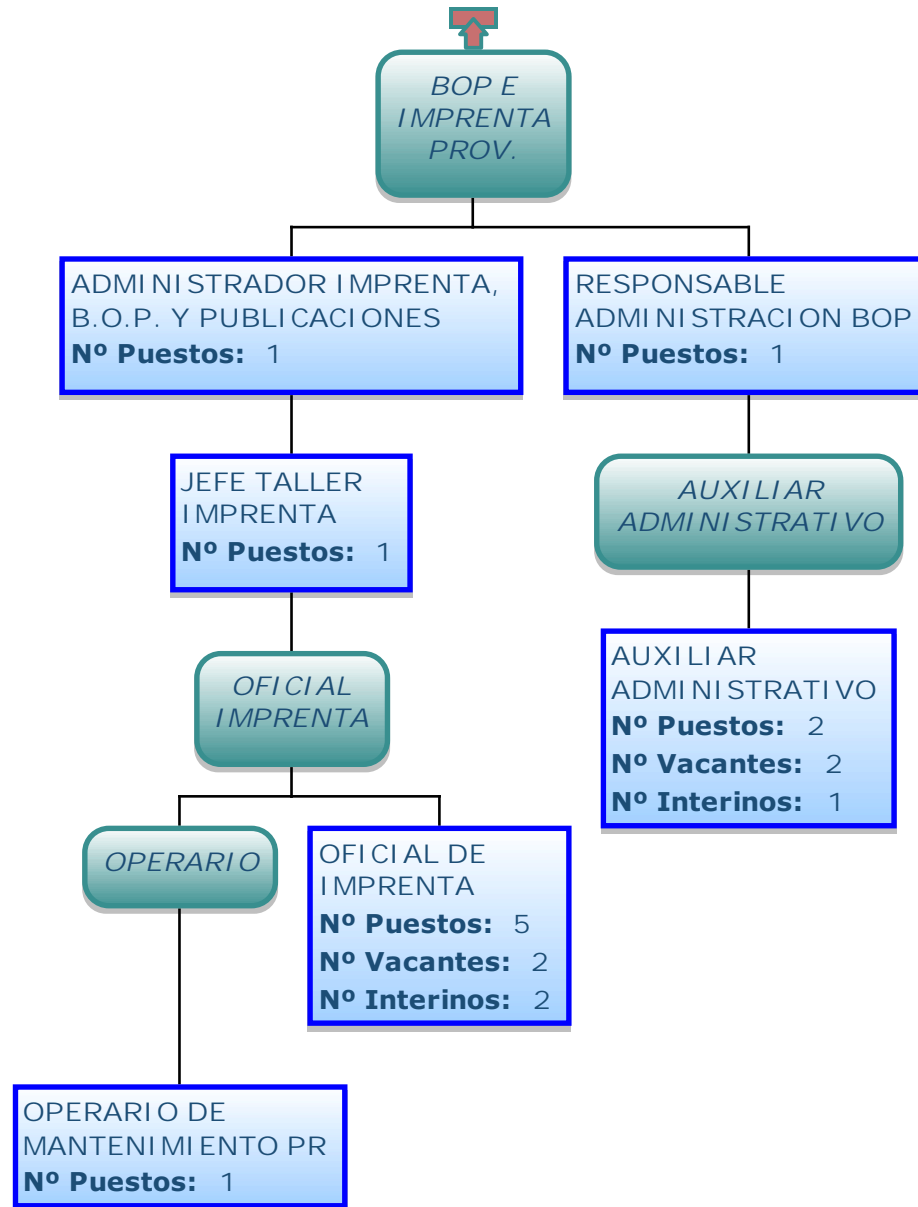 BOP E
IMPRENTA
PROV.
ADMINISTRADOR IMPRENTA,
B.O.P. Y PUBLICACIONES
Nº Puestos: 1
RESPONSABLE
ADMINISTRACION BOP
Nº Puestos: 1
JEFE TALLER
IMPRENTA
Nº Puestos: 1
AUXILIAR
ADMINISTRATIVO
OFICIAL
IMPRENTA
AUXILIAR
ADMINISTRATIVO
Nº Puestos: 2
Nº Vacantes: 2
Nº Interinos: 1
OPERARIO
OFICIAL DE
IMPRENTA
Nº Puestos: 5
Nº Vacantes: 2
Nº Interinos: 2
OPERARIO DE
MANTENIMIENTO PR
Nº Puestos: 1